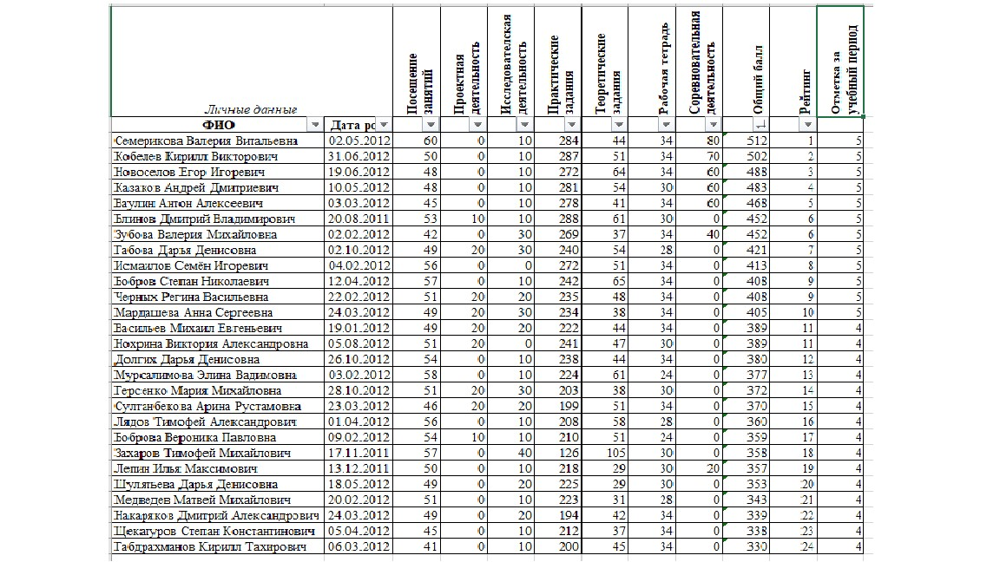 Личные данные Посещение занятий Проектная деятельность Исследователская деятельность Практические задания Теоретические задания Рабочая тетрадь Соревновательная деятельность Общий балл Рейтинг Отметка за учебный период
ФИО Дата ро
Семерикова Валерия Витальевна 02.05.2012 60 0 10 284 44 34 80 512 1 5
Кобелев Кирилл Викторович 31.06.2012 50 0 10 287 51 34 70 502 2 5
Новоселов Егор Игоревич 19.06.2012 48 0 10 272 64 34 60 488 3 5
Казаков Андрей Дмитриевич 10.05.2012 48 0 10 281 54 30 60 483 4 5
Ваулин Антон Алексеевич 03.03.2012 45 0 10 278 41 34 60 468 5 5
Блинов Дмитрий Владимирович 20.08.2011 53 10 10 288 61 30 0 452 6 5
Зубова Валерия Михайловна 02.02.2012 42 0 30 269 37 34 40 452 6 5
Габова Дарья Денисовна 02.10.2012 49 20 30 240 54 28 0 421 7 5
Исмаилов Семён Игоревич 04.02.2012 56 0 0 272 51 34 0 413 8 5
Бобров Степан Николаевич 12.04.2012 57 0 10 242 65 34 0 408 9 5
Черных Регина Васильевна 22.02.2012 51 20 20 235 48 34 0 408 9 5
Мардашева Анна Сергеевна 24.03.2012 49 20 30 234 38 34 0 405 10 5
Васильев Михаил Евгеньевич 19.01.2012 49 20 20 222 44 34 0 389 11 4
Нохрина Виктория Александровна 05.08.2012 51 20 0 241 47 30 0 389 11 4
Долгих Дарья Денисовна 26.10.2012 54 0 10 238 44 34 0 380 12 4
Мурсалимова Элина Вадимовна 03.02.2012 58 0 10 224 61 24 0 377 13 4
Герсенко Мария Михайловна 28.10.2012 51 20 30 203 38 30 0 372 14 4
Султанбекова Арина Рустамовна 23.03.2012 46 20 20 199 51 34 0 370 15 4
Лядов Тимофей Александрович 01.04.2012 56 0 10 208 58 28 0 360 16 4
Боброва Вероника Павловна 09.02.2012 54 10 10 210 51 24 0 359 17 4
Захаров Тимофей Михайлович 17.11.2011 57 0 40 126 105 30 0 358 18 4
Лепин Илья Максимович 13.12.2011 50 0 10 218 29 30 20 357 19 4
Шулятьева Дарья Денисовна 18.05.2012 49 0 20 225 29 30 0 353 20 4
Медведев Матвей Михайлович 20.02.2012 51 0 10 223 31 28 0 343 21 4
Накаряков Дмитрий Александрович 24.03.2012 49 0 20 194 42 34 0 339 22 4
Щекатуров Степан Константинович 05.04.2012 45 0 10 212 37 34 0 338 23 4
Габдрахманов Кирилл Тахирович 06.03.2012 41 0 10 200 45 34 0 330 24 4